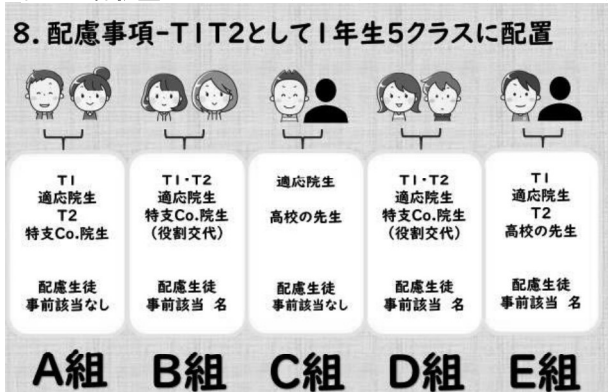 8. 配慮事項-T1T2として1年生5クラスに配置
T1
適応院生
T2
特支Co.院生
配慮生徒
事前該当なし
A組
T1・T2
適応院生
特支Co.院生
(役割交代)
配慮生徒
事前該当 名
B組
適応院生
高校の先生
配慮生徒
事前該当なし
C組
T1・T2
適応院生
特支Co.院生
(役割交代)
配慮生徒
事前該当 名
D組
T1
適応院生
T2
高校の先生
配慮生徒
事前該当 名
E組